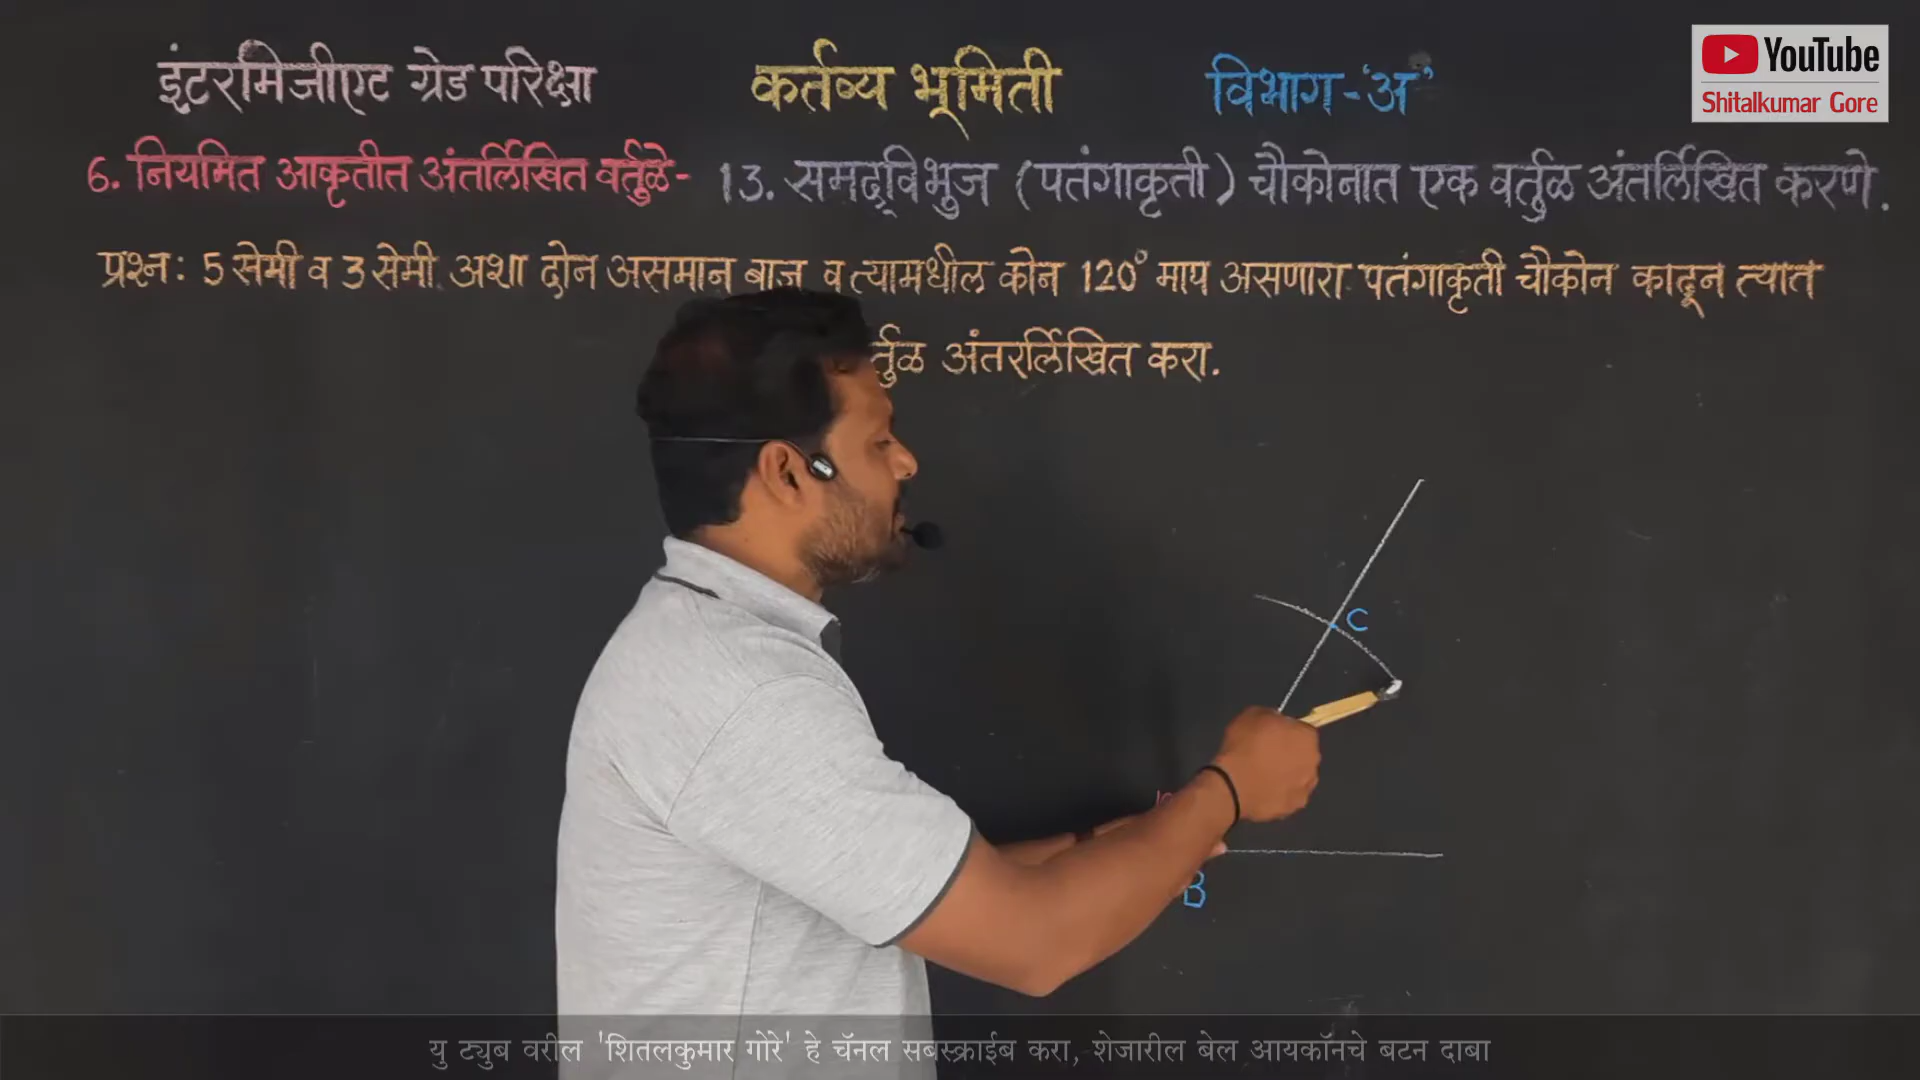 इंटरमिजीएट ग्रेड परिक्षा कर्तव्य भूमिती विभाग-'अ'
YouTube
Shitalkumar Gore
6. नियमित आकृतीत अंतर्लिखित वर्तुळे- 13. समद्विभुज (पतंगाकृती) चौकोनात एक वर्तुळ अंतर्लिखित करणे.
प्रश्न: 5 सेमी व 3 सेमी. अशा दोन असमान बाजू व त्यामधील कोन 120° माप असणारा पतंगाकृती चौकोन काढून त्यात
अंतरर्लिखित करा.
C
B
यु ट्युब वरील 'शितलकुमार गोरे' हे चॅनल सबस्क्राईब करा, शेजारील बेल आयकॉनचे बटन दाबा